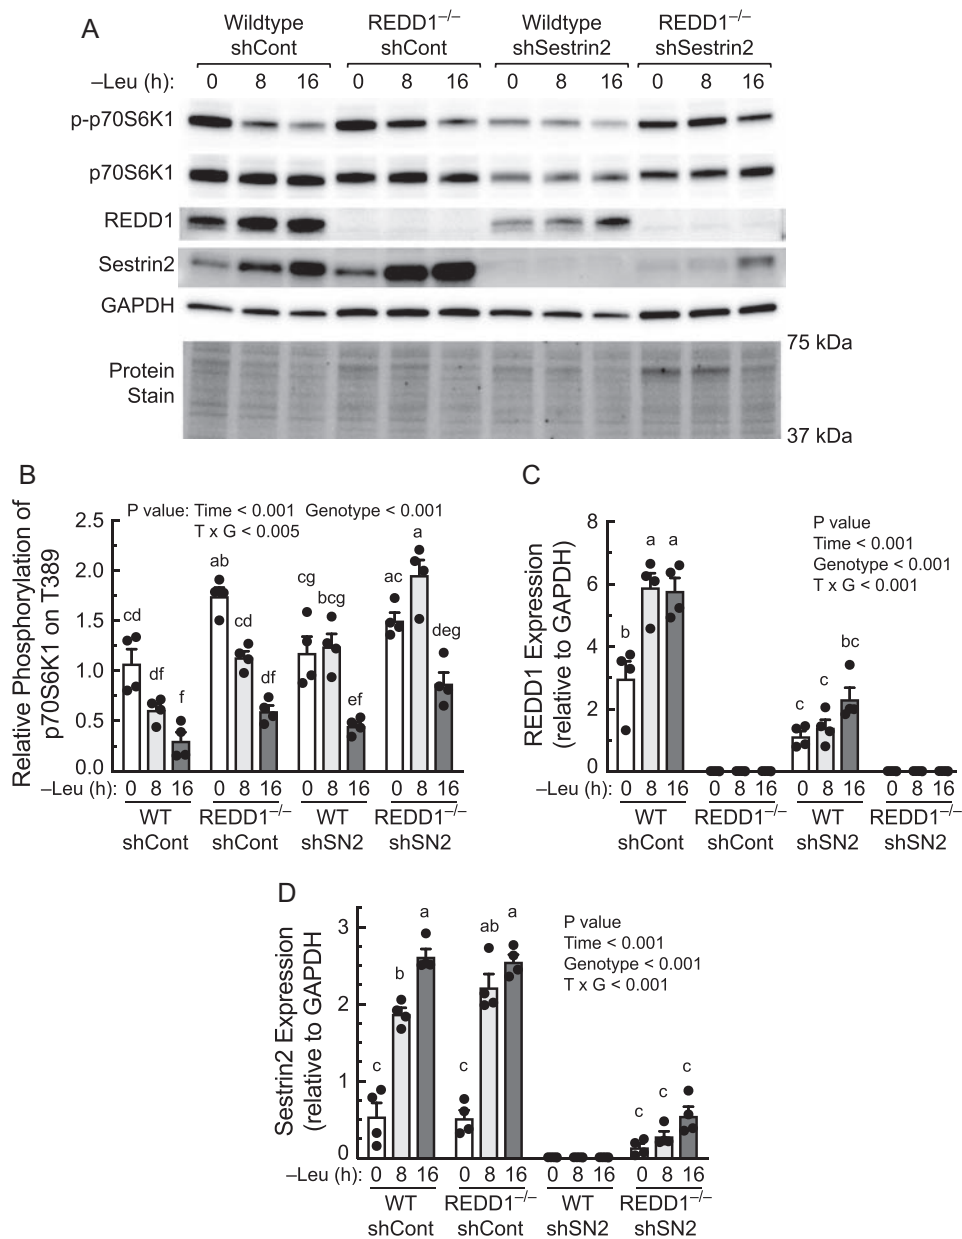 A
Wildtype REDD1–/– Wildtype REDD1–/–
shCont shCont shSestrin2 shSestrin2
–Leu (h): 0 8 16 0 8 16 0 8 16 0 8 16
p-p70S6K1
p70S6K1
REDD1
Sestrin2
GAPDH
75 kDa
Protein
Stain
37 kDa
B
Relative Phosphorylation of
p70S6K1 on T389
P value: Time < 0.001 Genotype < 0.001
T x G < 0.005
2.5
2.0
1.5
1.0
0.5
0.0
cd df f ab cd df cg bcg ef ac a deg
–Leu (h): 0 8 16 0 8 16 0 8 16 0 8 16
WT REDD1–/– WT REDD1–/–
shCont shCont shSN2 shSN2
C
REDD1 Expression
(relative to GAPDH)
P value
Time < 0.001
Genotype < 0.001
T x G < 0.001
8
6
4
2
0
b a a c c bc
–Leu (h): 0 8 16 0 8 16 0 8 16 0 8 16
WT REDD1–/– WT REDD1–/–
shCont shCont shSN2 shSN2
D
Sestrin2 Expression
(relative to GAPDH)
P value
Time < 0.001
Genotype < 0.001
T x G < 0.001
3
2
1
0
c b a c ab a c c c
–Leu (h): 0 8 16 0 8 16 0 8 16 0 8 16
WT REDD1–/– WT REDD1–/–
shCont shCont shSN2 shSN2